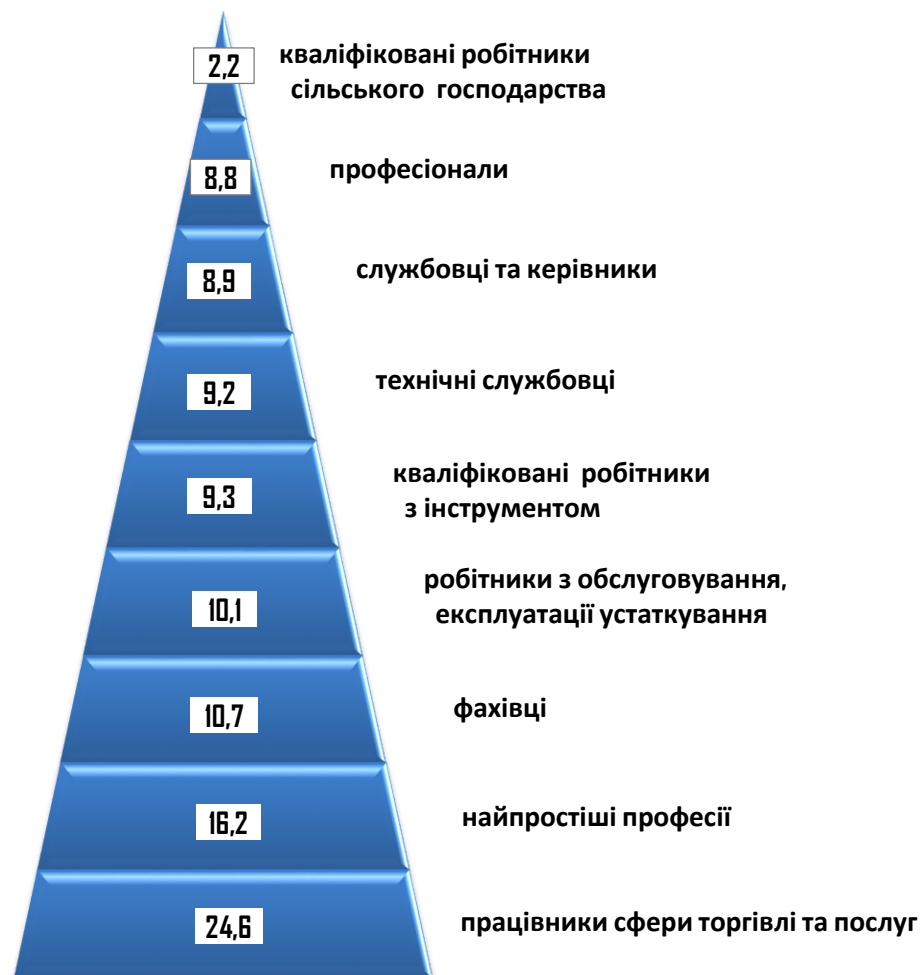 2,2
кваліфіковані робітники
сільського господарства
8,8
професіонали
8,9
службовці та керівники
9,2
технічні службовці
9,3
кваліфіковані робітники
з інструментом
10,1
робітники з обслуговування,
експлуатації устаткування
10,7
фахівці
16,2
найпростіші професії
24,6
працівники сфери торгівлі та послуг